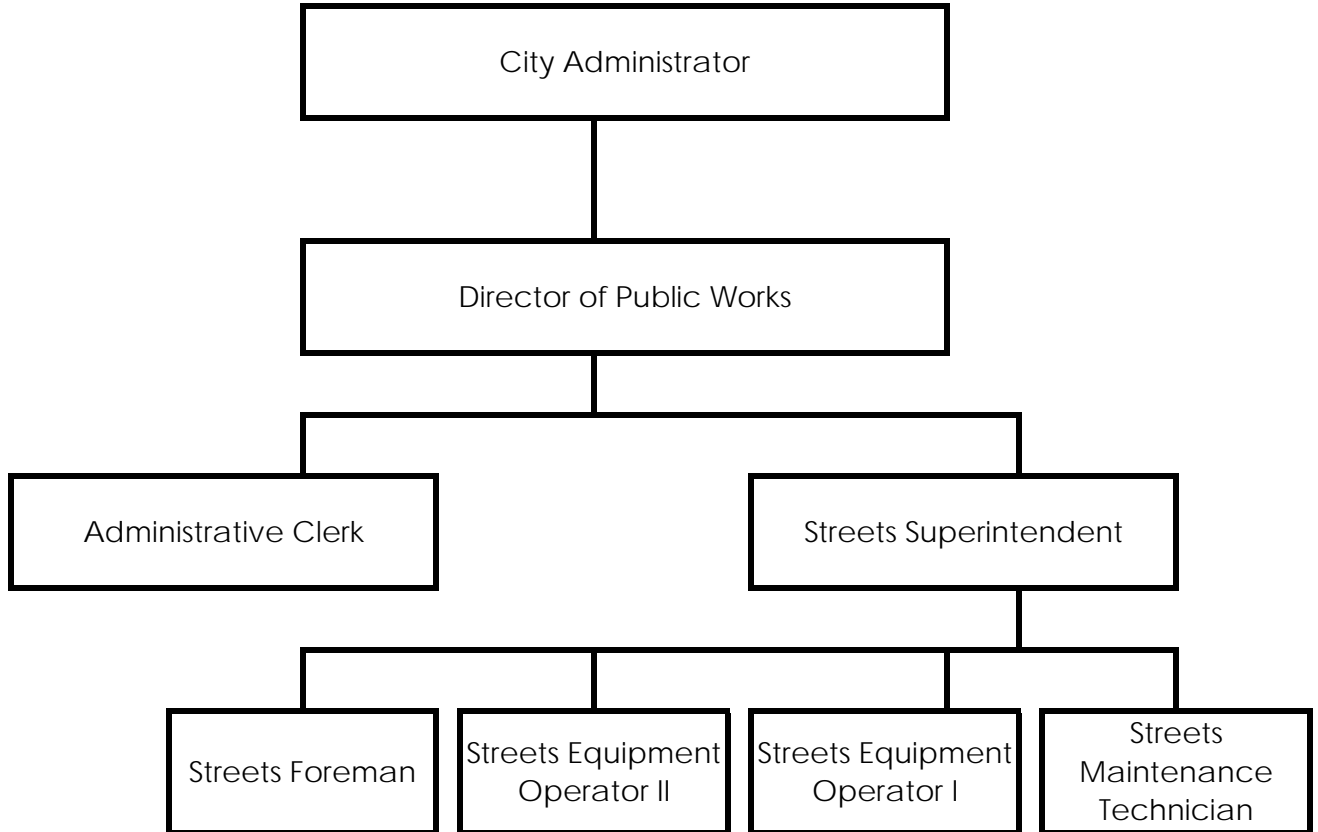 City Administrator
Director of Public Works
Administrative Clerk
Streets Superintendent
Streets Foreman
Streets Equipment
Operator II
Streets Equipment
Operator I
Streets
Maintenance
Technician